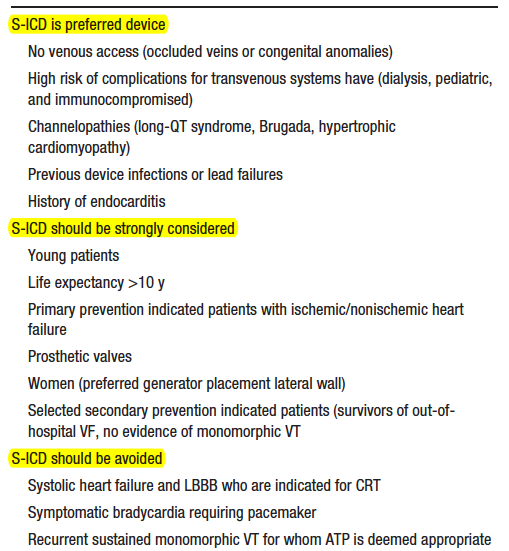 S-ICD is preferred device
No venous access (occluded veins or congenital anomalies)
High risk of complications for transvenous systems have (dialysis, pediatric,
and immunocompromised)
Channelopathies (long-QT syndrome, Brugada, hypertrophic
cardiomyopathy)
Previous device infections or lead failures
History of endocarditis
S-ICD should be strongly considered
Young patients
Life expectancy >10 y
Primary prevention indicated patients with ischemic/nonischemic heart
failure
Prosthetic valves
Women (preferred generator placement lateral wall)
Selected secondary prevention indicated patients (survivors of out-of-
hospital VF, no evidence of monomorphic VT
S-ICD should be avoided
Systolic heart failure and LBBB who are indicated for CRT
Symptomatic bradycardia requiring pacemaker
Recurrent sustained monomorphic VT for whom ATP is deemed appropriate